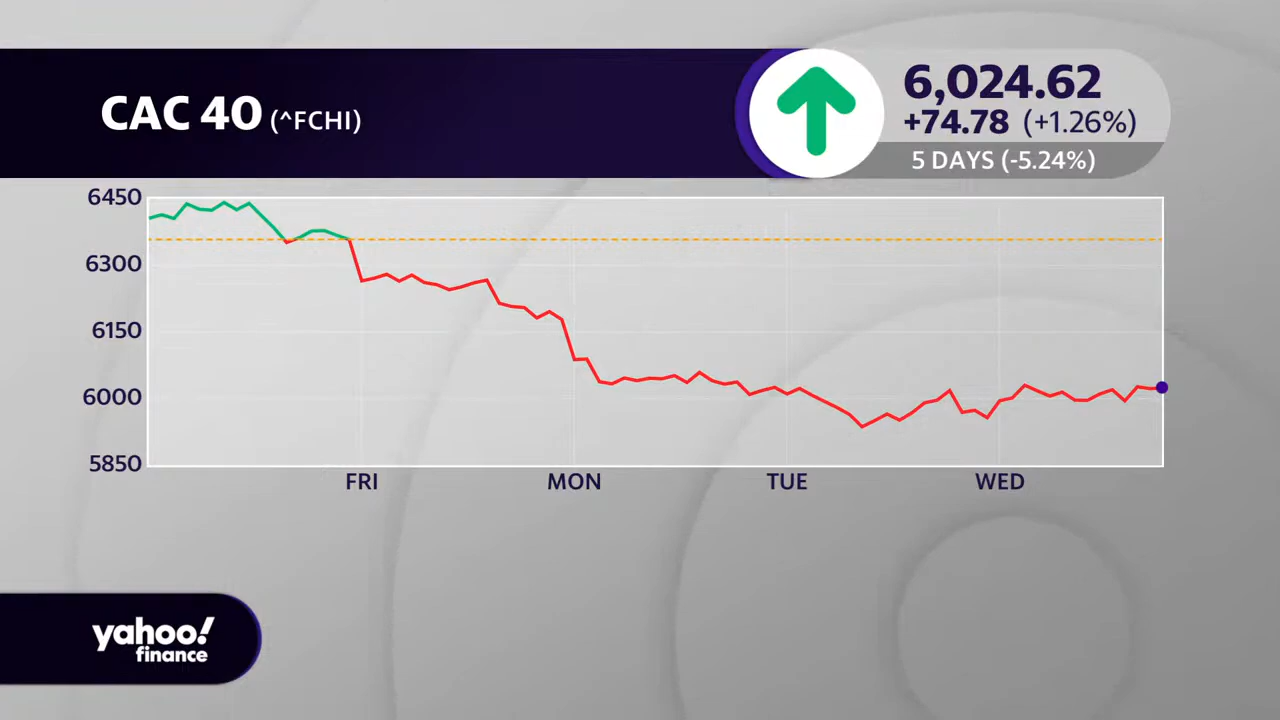 CAC 40 (^FCHI)
6,024.62
+74.78 (+1.26%)
5 DAYS (-5.24%)
6450
6300
6150
6000
5850
FRI MON TUE WED
yahoo!
finance